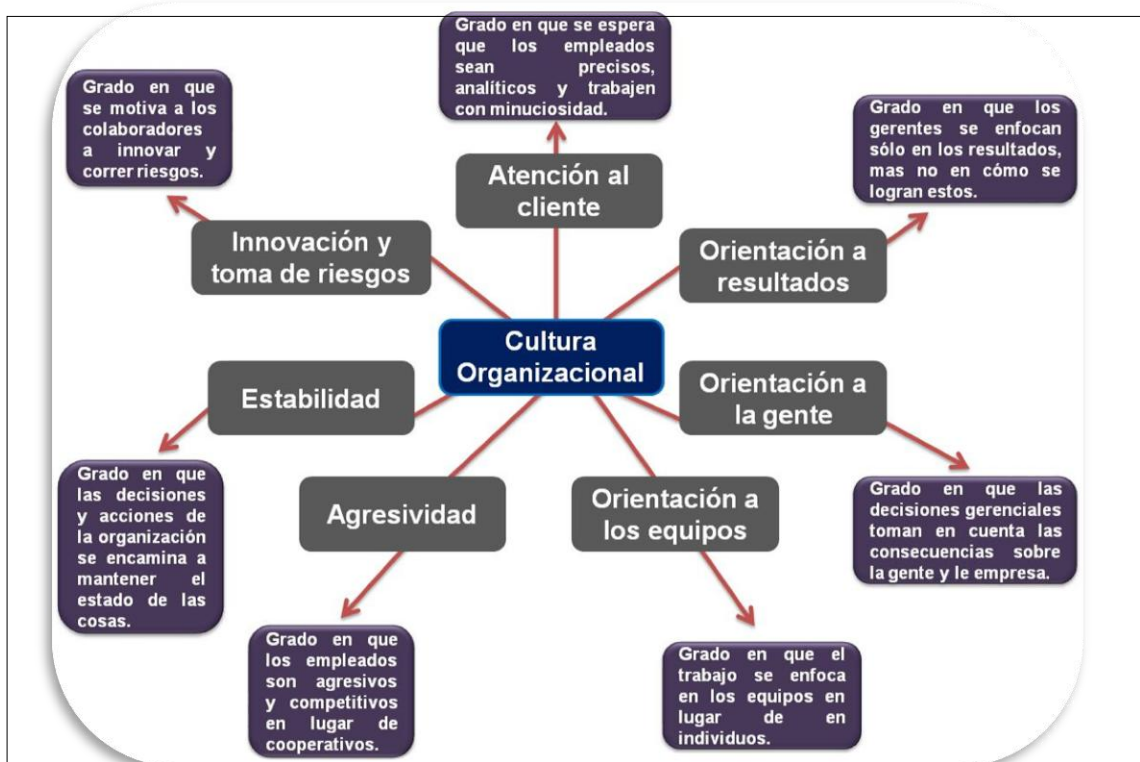 Grado en que se espera
que los empleados
sean precisos,
analíticos y trabajen
con minuciosidad.
Grado en que
se motiva a los
colaboradores
a innovar y
correr riesgos.
Grado en que los
gerentes se enfocan
sólo en los resultados,
mas no en cómo se
logran estos.
Atención al
cliente
Innovación y
toma de riesgos
Orientación a
resultados
Cultura
Organizacional
Estabilidad
Orientación a
la gente
Agresividad
Orientación a
los equipos
Grado en que
las decisiones
y acciones de
la organización
se encamina a
mantener el
estado de las
cosas.
Grado en que las
decisiones gerenciales
toman en cuenta las
consecuencias sobre
la gente y le empresa.
Grado en que
los empleados
son agresivos
y competitivos
en lugar de
cooperativos.
Grado en que el
trabajo se enfoca
en los equipos en
lugar de en
individuos.